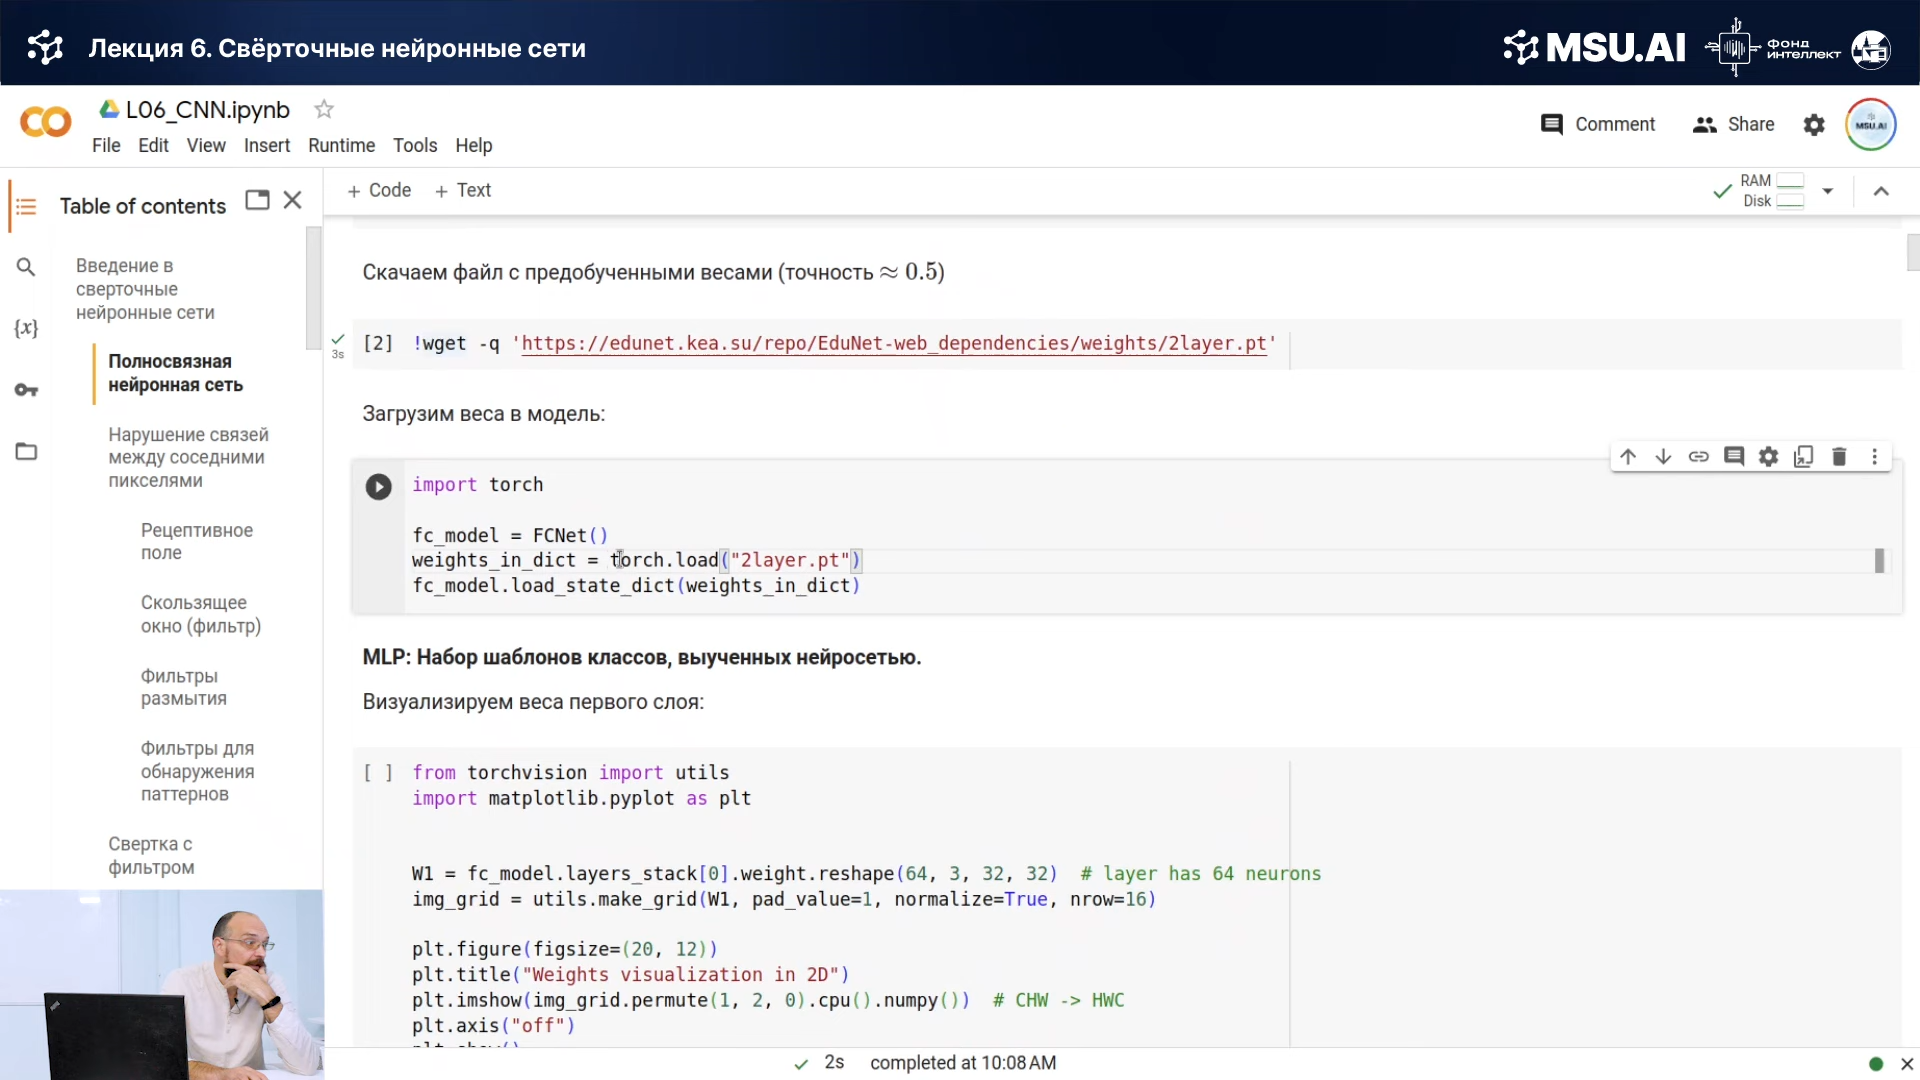 Лекция 6. Свёрточные нейронные сети
MSU.AI
ФОНД
ИНТЕЛЛЕКТ
L06_CNN.ipynb
File Edit View Insert Runtime Tools Help
Comment
Share
MSU.AI
Table of contents
+ Code + Text
RAM
Disk
Введение в
сверточные
нейронные сети
Полносвязная
нейронная сеть
Нарушение связей
между соседними
пикселями
Рецептивное
поле
Скользящее
окно (фильтр)
Фильтры
размытия
Фильтры для
обнаружения
паттернов
Свертка с
фильтром
{x}
Скачаем файл с предобученными весами (точность ≈ 0.5)
3s
[2] !wget -q 'https://edunet.kea.su/repo/EduNet-web_dependencies/weights/2layer.pt'
Загрузим веса в модель:
import torch
fc_model = FCNet()
weights_in_dict = torch.load("2layer.pt")
fc_model.load_state_dict(weights_in_dict)
MLP: Набор шаблонов классов, выученных нейросетью.
Визуализируем веса первого слоя:
[ ] from torchvision import utils
import matplotlib.pyplot as plt
W1 = fc_model.layers_stack[0].weight.reshape(64, 3, 32, 32)  # layer has 64 neurons
img_grid = utils.make_grid(W1, pad_value=1, normalize=True, nrow=16)
plt.figure(figsize=(20, 12))
plt.title("Weights visualization in 2D")
plt.imshow(img_grid.permute(1, 2, 0).cpu().numpy())  # CHW -> HWC
plt.axis("off")
plt.show()
2s completed at 10:08 AM